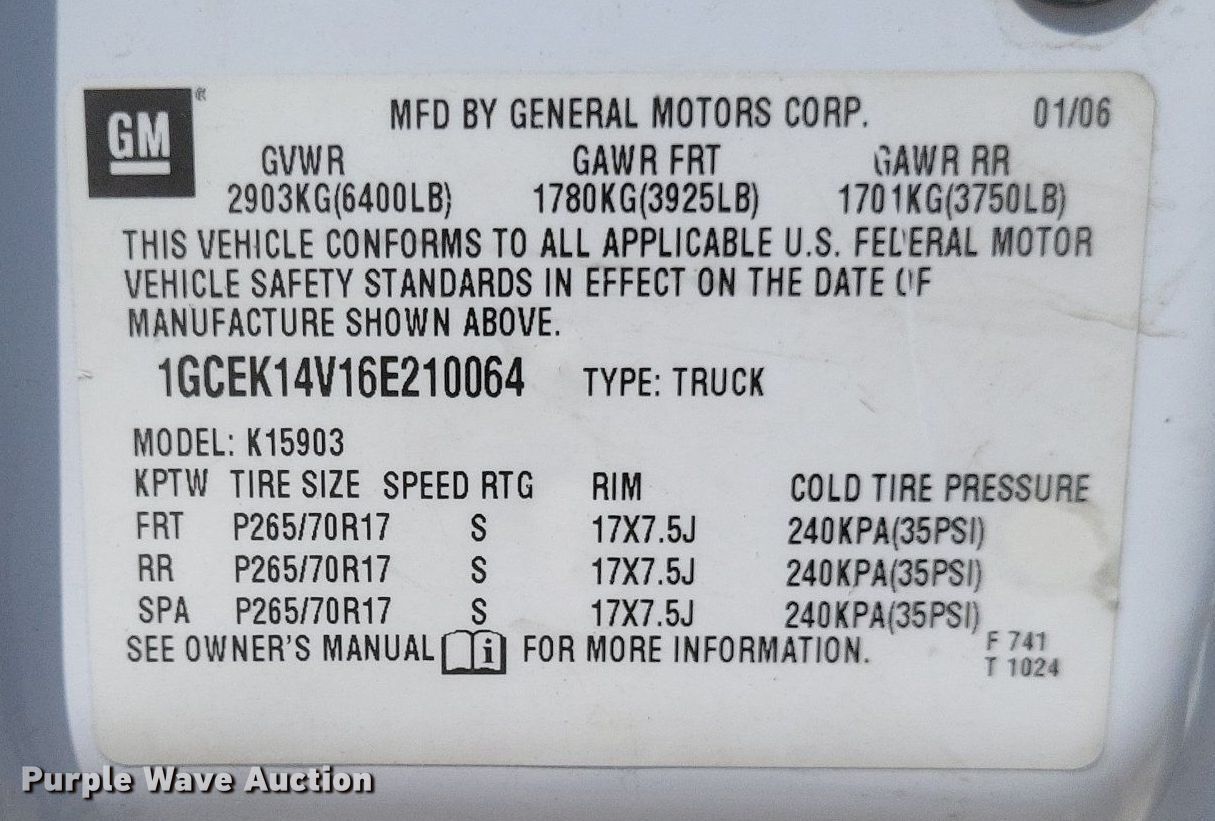 GM®
MFD BY GENERAL MOTORS CORP. 01/06
GVWR GAWR FRT GAWR RR
2903KG(6400LB) 1780KG(3925LB) 1701KG(3750LB)
THIS VEHICLE CONFORMS TO ALL APPLICABLE U.S. FEDERAL MOTOR
VEHICLE SAFETY STANDARDS IN EFFECT ON THE DATE OF
MANUFACTURE SHOWN ABOVE.
1GCEK14V16E210064 TYPE: TRUCK
MODEL: K15903
KPTW TIRE SIZE SPEED RTG RIM COLD TIRE PRESSURE
FRT P265/70R17 S 17X7.5J 240KPA(35PSI)
RR P265/70R17 S 17X7.5J 240KPA(35PSI)
SPA P265/70R17 S 17X7.5J 240KPA(35PSI)
SEE OWNER'S MANUAL i FOR MORE INFORMATION.
F 741
T 1024
Purple Wave Auction